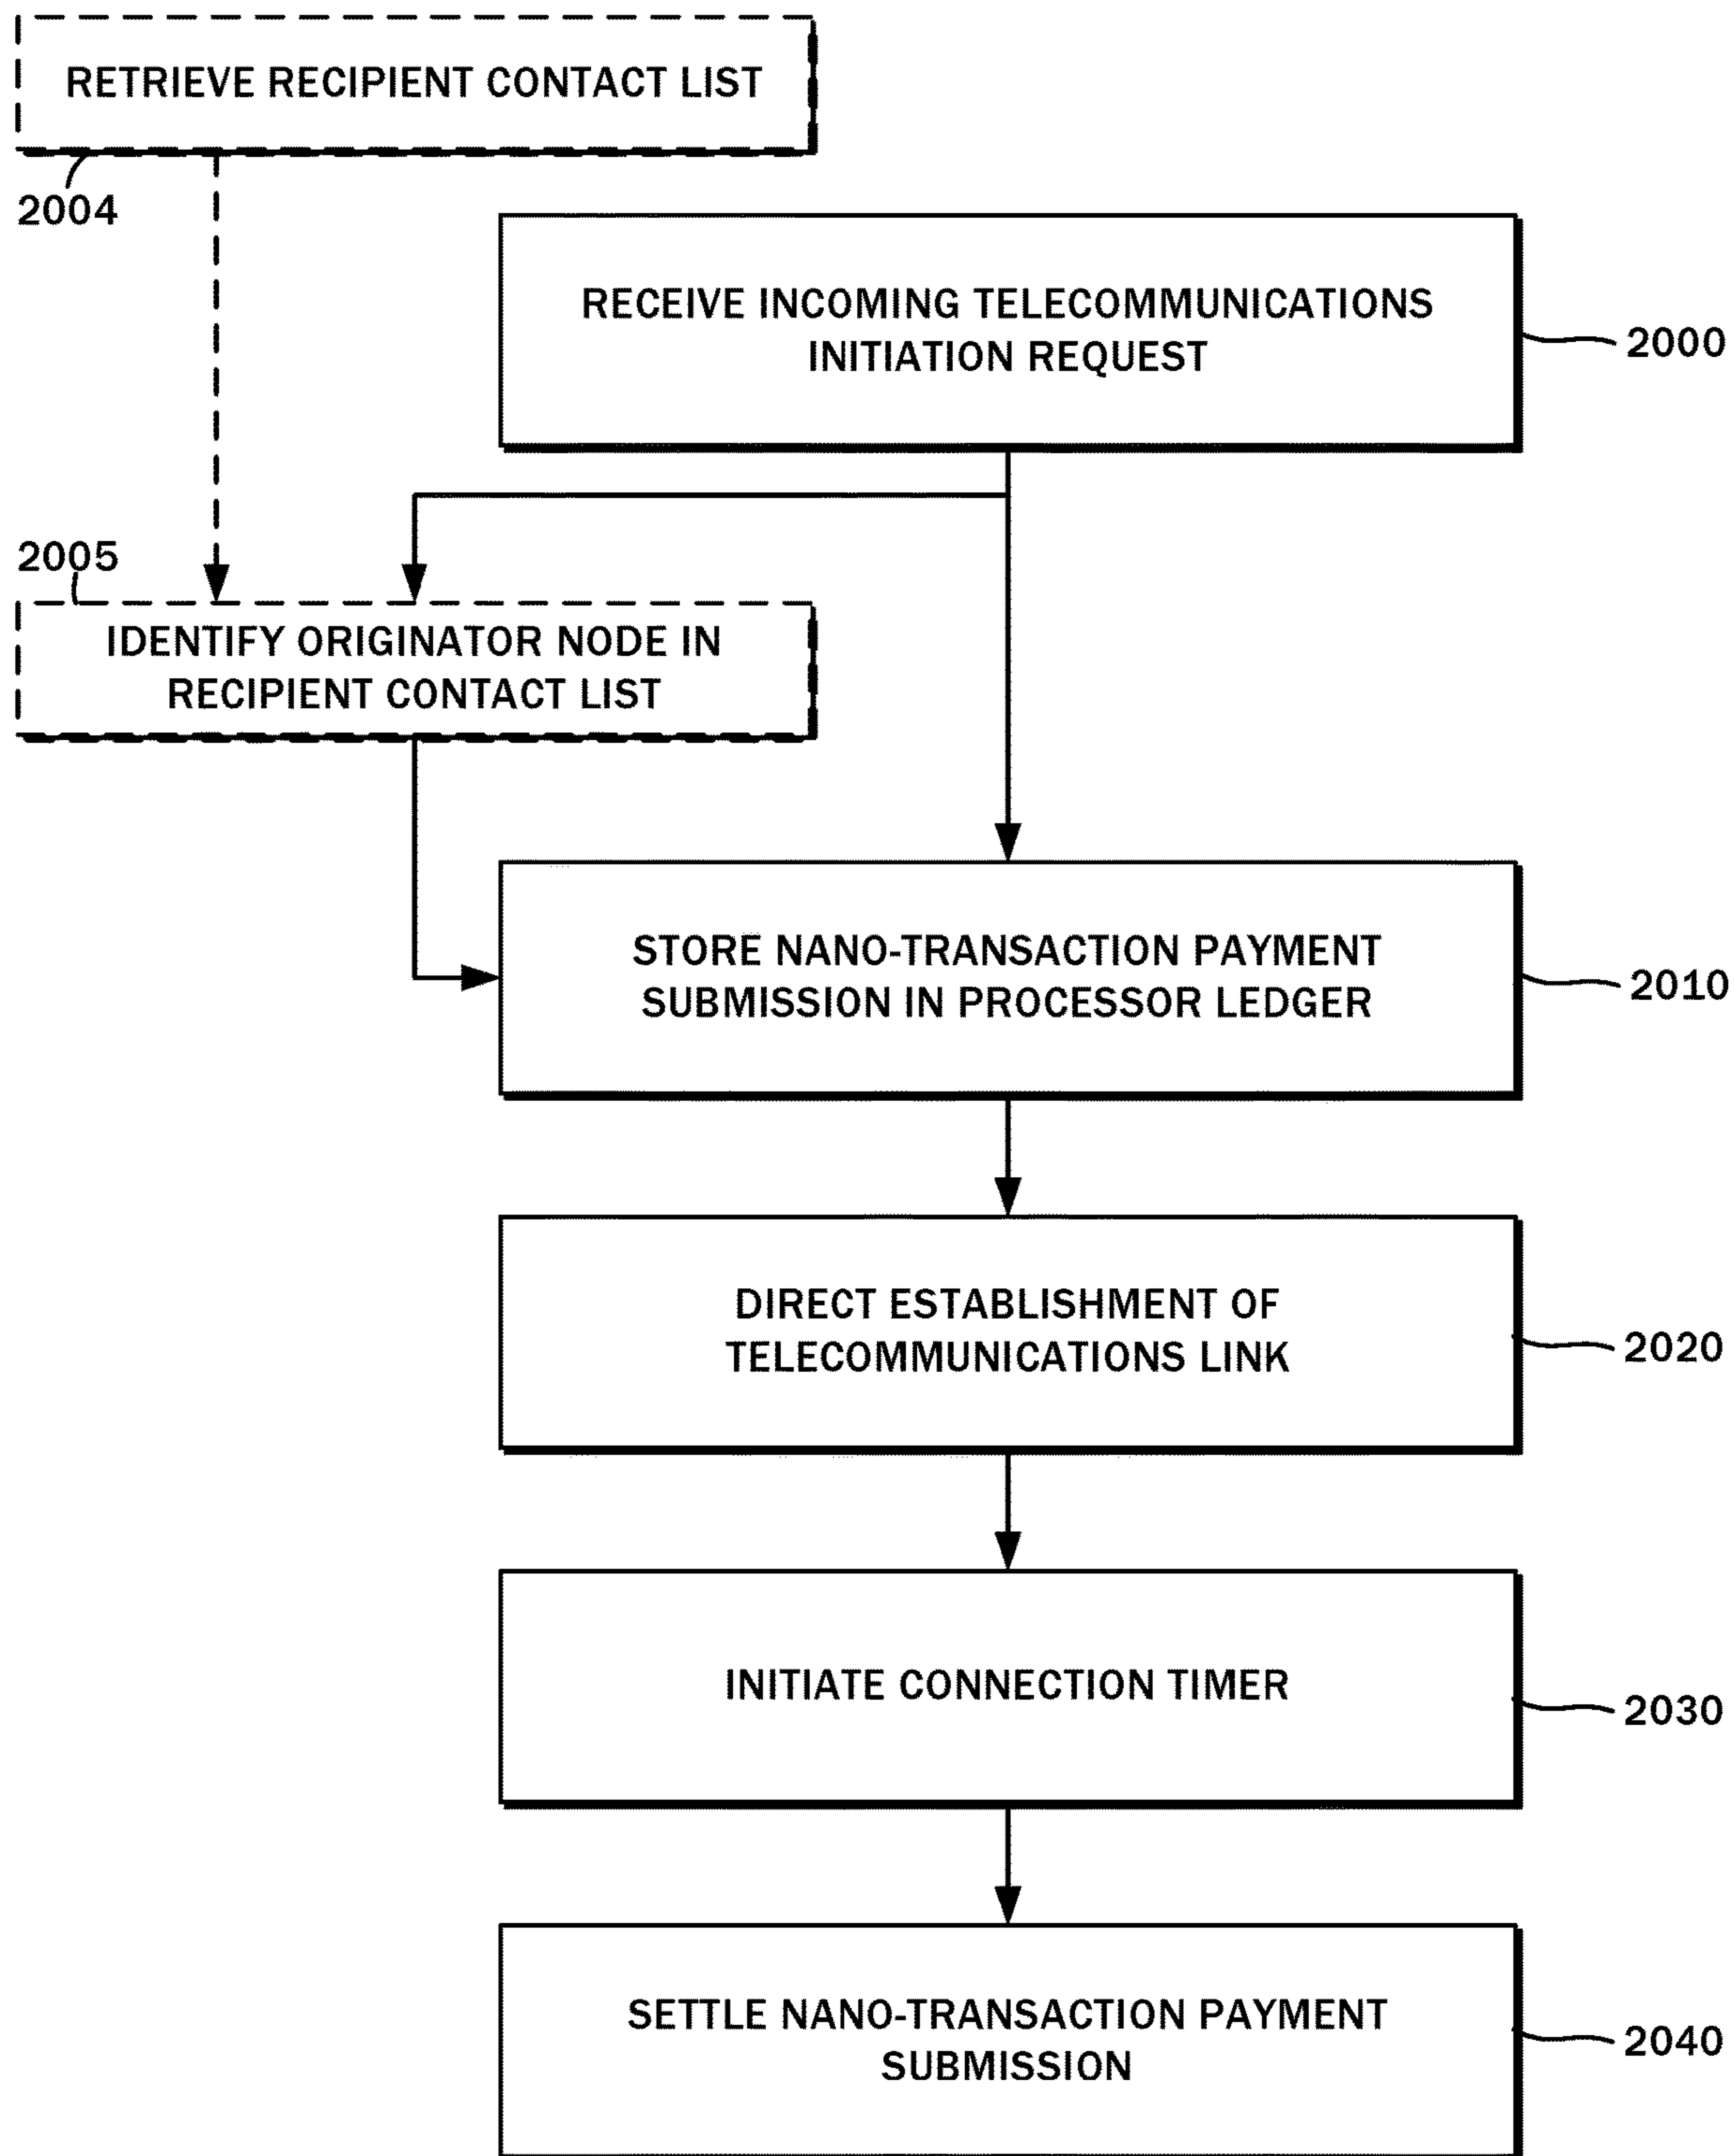 RETRIEVE RECIPIENT CONTACT LIST
2004
RECEIVE INCOMING TELECOMMUNICATIONS
INITIATION REQUEST
2000
2005
IDENTIFY ORIGINATOR NODE IN
RECIPIENT CONTACT LIST
STORE NANO-TRANSACTION PAYMENT
SUBMISSION IN PROCESSOR LEDGER
2010
DIRECT ESTABLISHMENT OF
TELECOMMUNICATIONS LINK
2020
INITIATE CONNECTION TIMER
2030
SETTLE NANO-TRANSACTION PAYMENT
SUBMISSION
2040